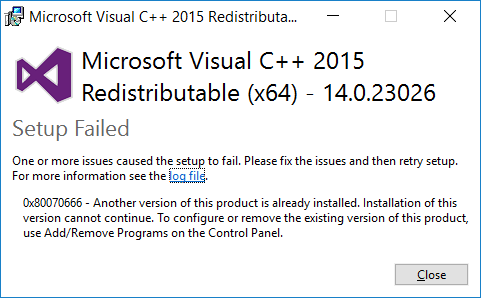 Microsoft Visual C++ 2015 Redistributa...
Microsoft Visual C++ 2015
Redistributable (x64) - 14.0.23026
Setup Failed
One or more issues caused the setup to fail. Please fix the issues and then retry setup.
For more information see the log file.
0x80070666 - Another version of this product is already installed. Installation of this
version cannot continue. To configure or remove the existing version of this product,
use Add/Remove Programs on the Control Panel.
Close